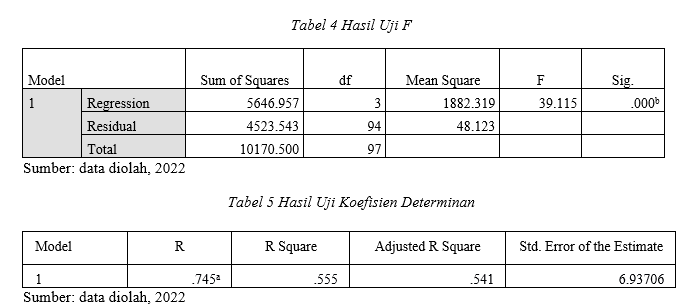 Tabel 4 Hasil Uji F
Model Sum of Squares df Mean Square F Sig.
1 Regression 5646.957 3 1882.319 39.115 .000ᵇ
Residual 4523.543 94 48.123
Total 10170.500 97
Sumber: data diolah, 2022
Tabel 5 Hasil Uji Koefisien Determinan
Model R R Square Adjusted R Square Std. Error of the Estimate
1 .745ᵃ .555 .541 6.93706
Sumber: data diolah, 2022